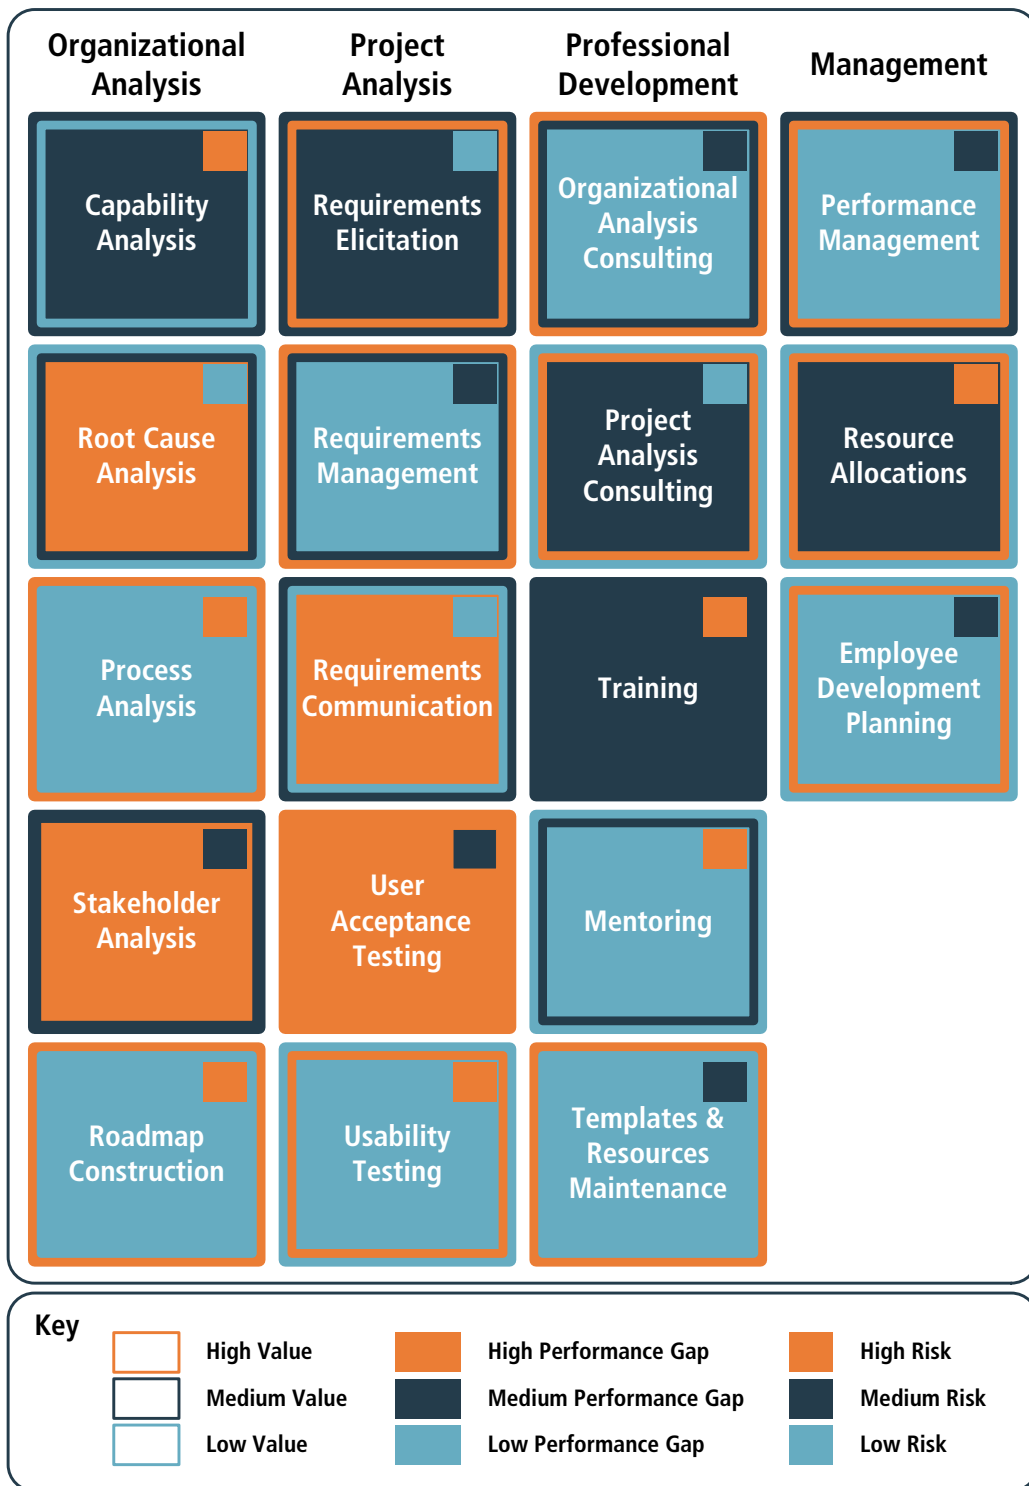 Organizational
Analysis
Project
Analysis
Professional
Development
Management
Capability
Analysis
Requirements
Elicitation
Organizational
Analysis
Consulting
Performance
Management
Root Cause
Analysis
Requirements
Management
Project
Analysis
Consulting
Resource
Allocations
Process
Analysis
Requirements
Communication
Training
Employee
Development
Planning
Stakeholder
Analysis
User
Acceptance
Testing
Mentoring
Roadmap
Construction
Usability
Testing
Templates &
Resources
Maintenance
Key
High Value
High Performance Gap
High Risk
Medium Value
Medium Performance Gap
Medium Risk
Low Value
Low Performance Gap
Low Risk